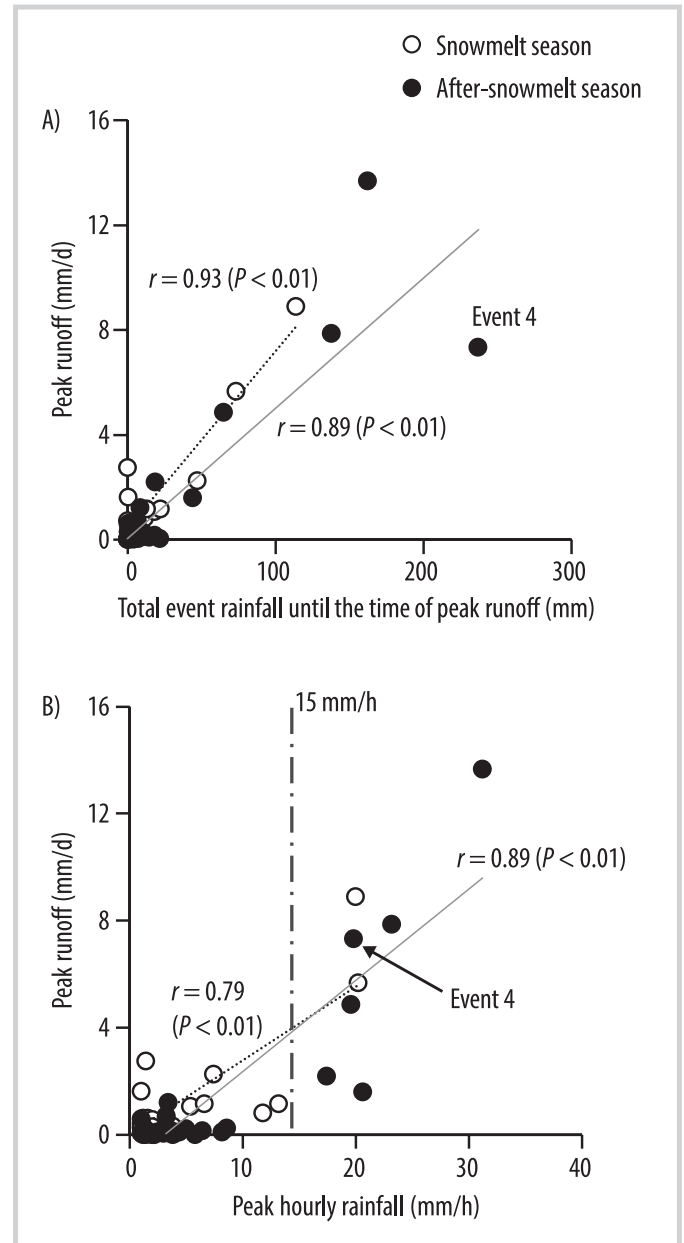 Snowmelt season
After-snowmelt season
A)
16
12
8
4
0
Peak runoff (mm/d)
r = 0.93 (P < 0.01)
Event 4
r = 0.89 (P < 0.01)
0 100 200 300
Total event rainfall until the time of peak runoff (mm)
B)
15 mm/h
16
12
8
4
0
Peak runoff (mm/d)
r = 0.89 (P < 0.01)
r = 0.79
(P < 0.01)
Event 4
0 10 20 30 40
Peak hourly rainfall (mm/h)